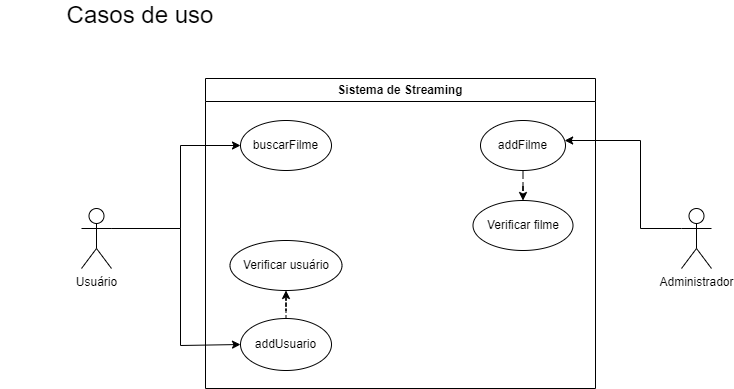 Casos de uso
Sistema de Streaming
buscarFilme
addFilme
Verificar filme
Verificar usuário
Usuário
Administrador
addUsuario